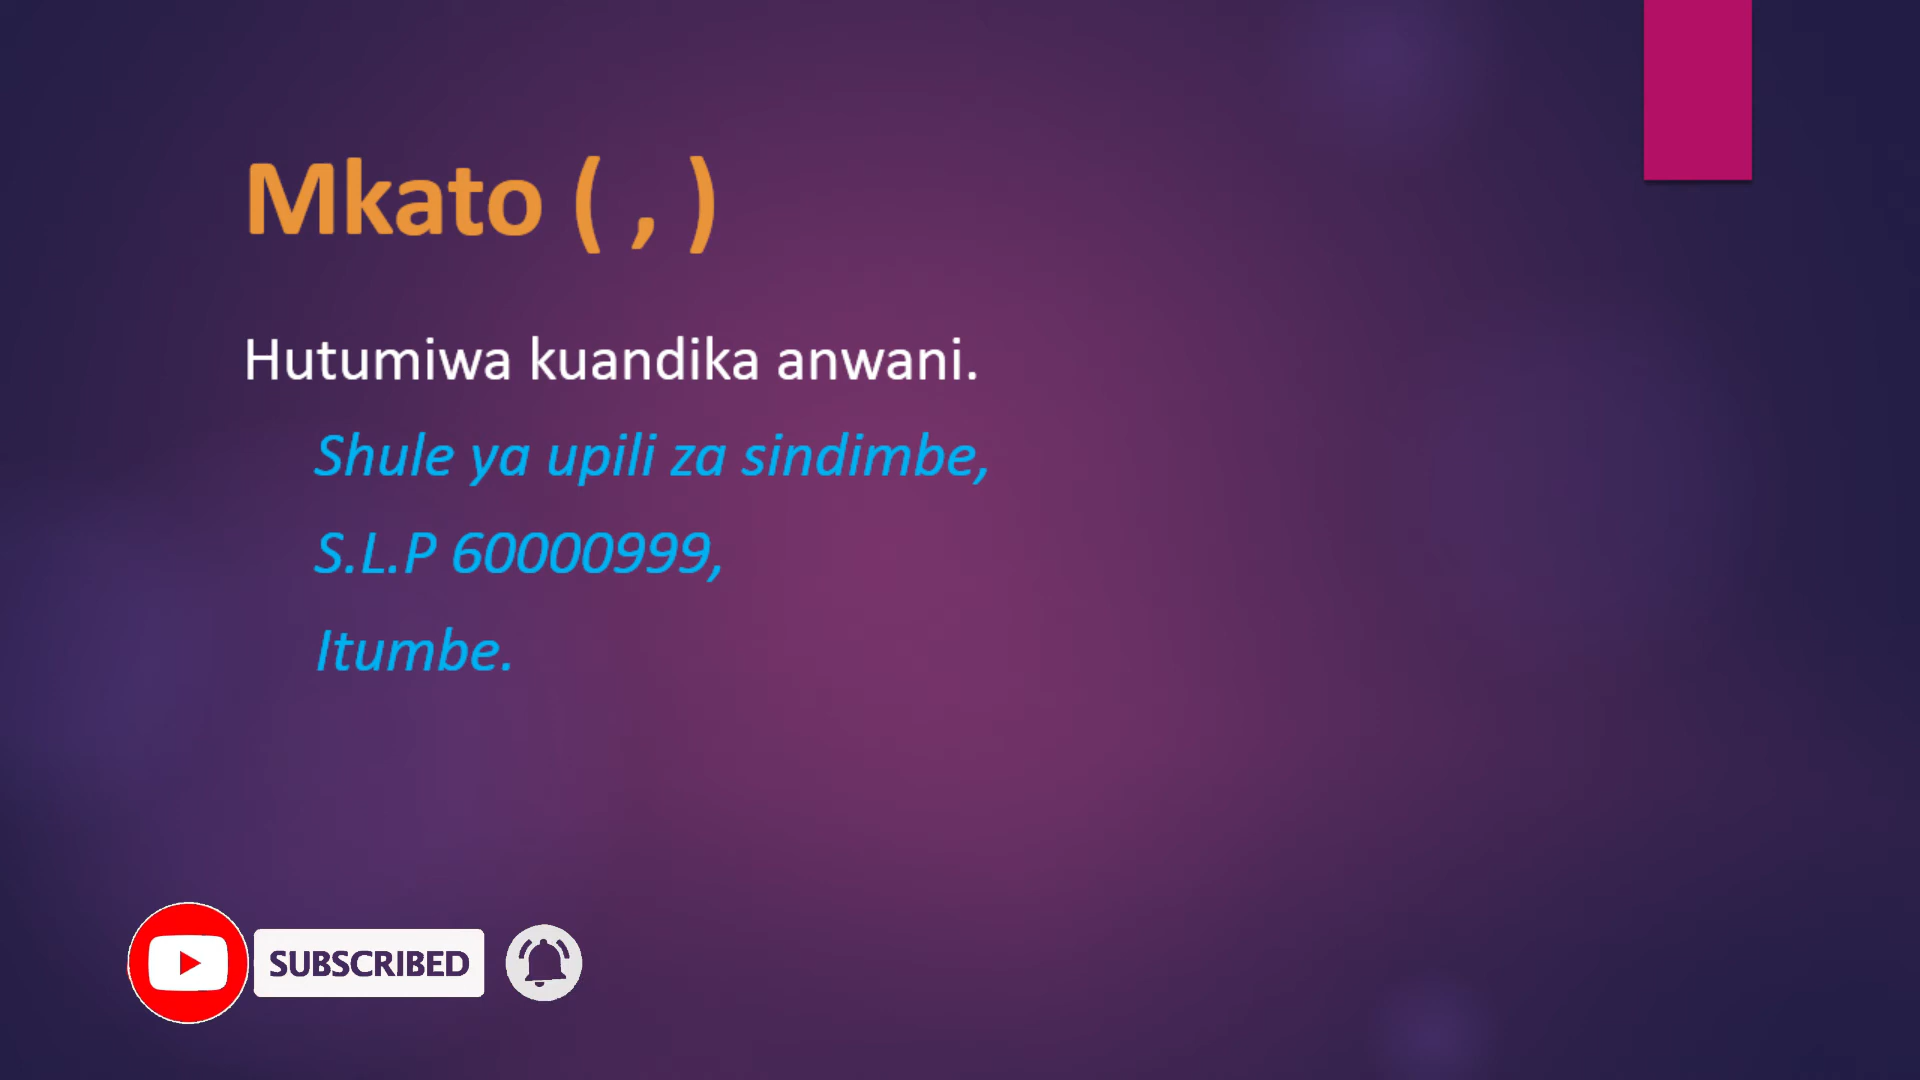 Mkato ( , )
Hutumiwa kuandika anwani.
Shule ya upili za sindimbe,
S.L.P 60000999,
Itumbe.
SUBSCRIBED